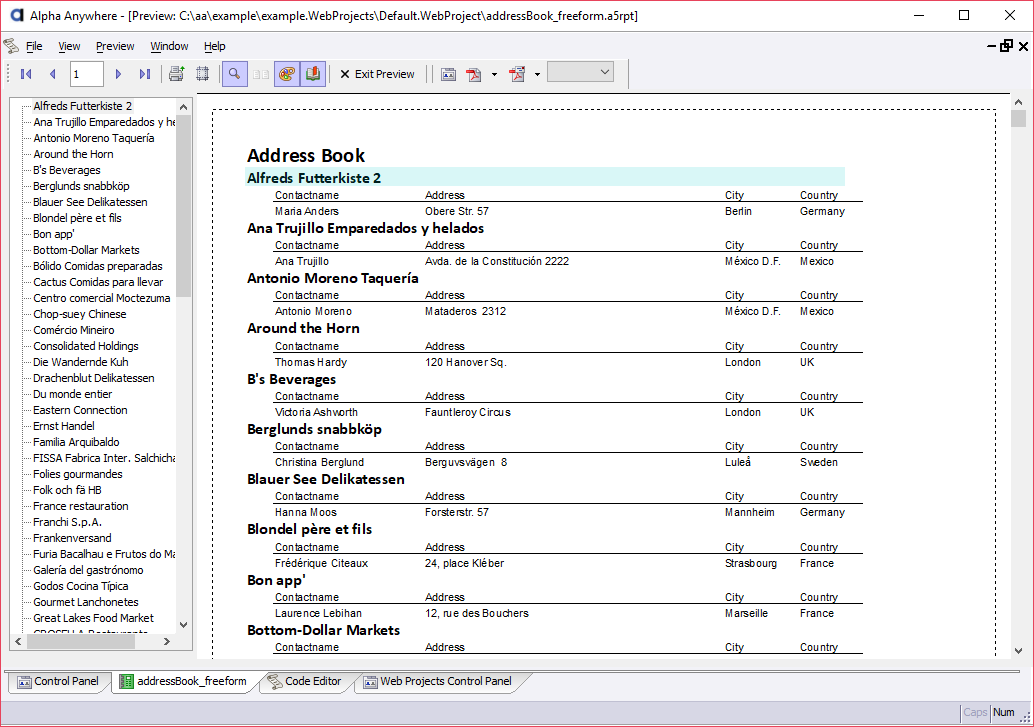 Alpha Anywhere - [Preview: C:\aa\example\example.WebProjects\Default.WebProject\addressBook_freeform.a5rpt]
File View Preview Window Help
1 Exit Preview
Alfreds Futterkiste 2
Ana Trujillo Emparedados y he
Antonio Moreno Taquería
Around the Horn
B's Beverages
Berglunds snabbköp
Blauer See Delikatessen
Blondel père et fils
Bon app'
Bottom-Dollar Markets
Bólido Comidas preparadas
Cactus Comidas para llevar
Centro comercial Moctezuma
Chop-suey Chinese
Comércio Mineiro
Consolidated Holdings
Die Wandernde Kuh
Drachenblut Delikatessen
Du monde entier
Eastern Connection
Ernst Handel
Familia Arquibaldo
FISSA Fabrica Inter. Salchicha
Folies gourmandes
Folk och fä HB
France restauration
Franchi S.p.A.
Frankenversand
Furia Bacalhau e Frutos do Ma
Galería del gastrónomo
Godos Cocina Típica
Gourmet Lanchonetes
Great Lakes Food Market
Address Book
Alfreds Futterkiste 2
Contactname Address City Country
Maria Anders Obere Str. 57 Berlin Germany
Ana Trujillo Emparedados y helados
Contactname Address City Country
Ana Trujillo Avda. de la Constitución 2222 México D.F. Mexico
Antonio Moreno Taquería
Contactname Address City Country
Antonio Moreno Mataderos 2312 México D.F. Mexico
Around the Horn
Contactname Address City Country
Thomas Hardy 120 Hanover Sq. London UK
B's Beverages
Contactname Address City Country
Victoria Ashworth Fauntleroy Circus London UK
Berglunds snabbköp
Contactname Address City Country
Christina Berglund Berguvsvägen 8 Luleå Sweden
Blauer See Delikatessen
Contactname Address City Country
Hanna Moos Forsterstr. 57 Mannheim Germany
Blondel père et fils
Contactname Address City Country
Frédérique Citeaux 24, place Kléber Strasbourg France
Bon app'
Contactname Address City Country
Laurence Lebihan 12, rue des Bouchers Marseille France
Bottom-Dollar Markets
Contactname Address City Country
Control Panel addressBook_freeform Code Editor Web Projects Control Panel
Caps Num